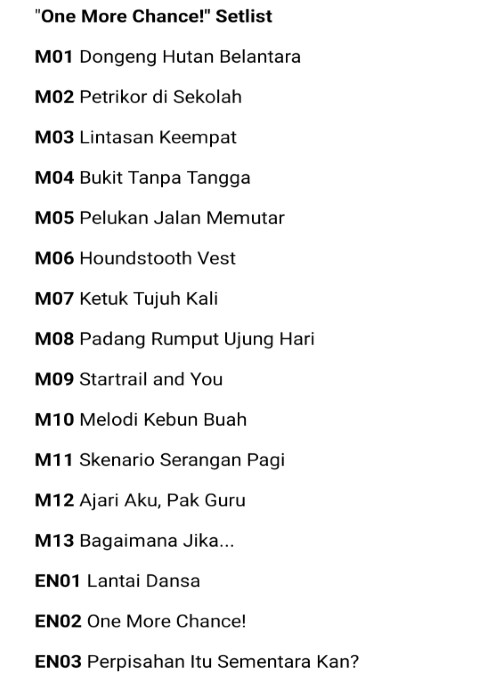 "One More Chance!" Setlist
M01 Dongeng Hutan Belantara
M02 Petrikor di Sekolah
M03 Lintasan Keempat
M04 Bukit Tanpa Tangga
M05 Pelukan Jalan Memutar
M06 Houndstooth Vest
M07 Ketuk Tujuh Kali
M08 Padang Rumput Ujung Hari
M09 Startrail and You
M10 Melodi Kebun Buah
M11 Skenario Serangan Pagi
M12 Ajari Aku, Pak Guru
M13 Bagaimana Jika...
EN01 Lantai Dansa
EN02 One More Chance!
EN03 Perpisahan Itu Sementara Kan?